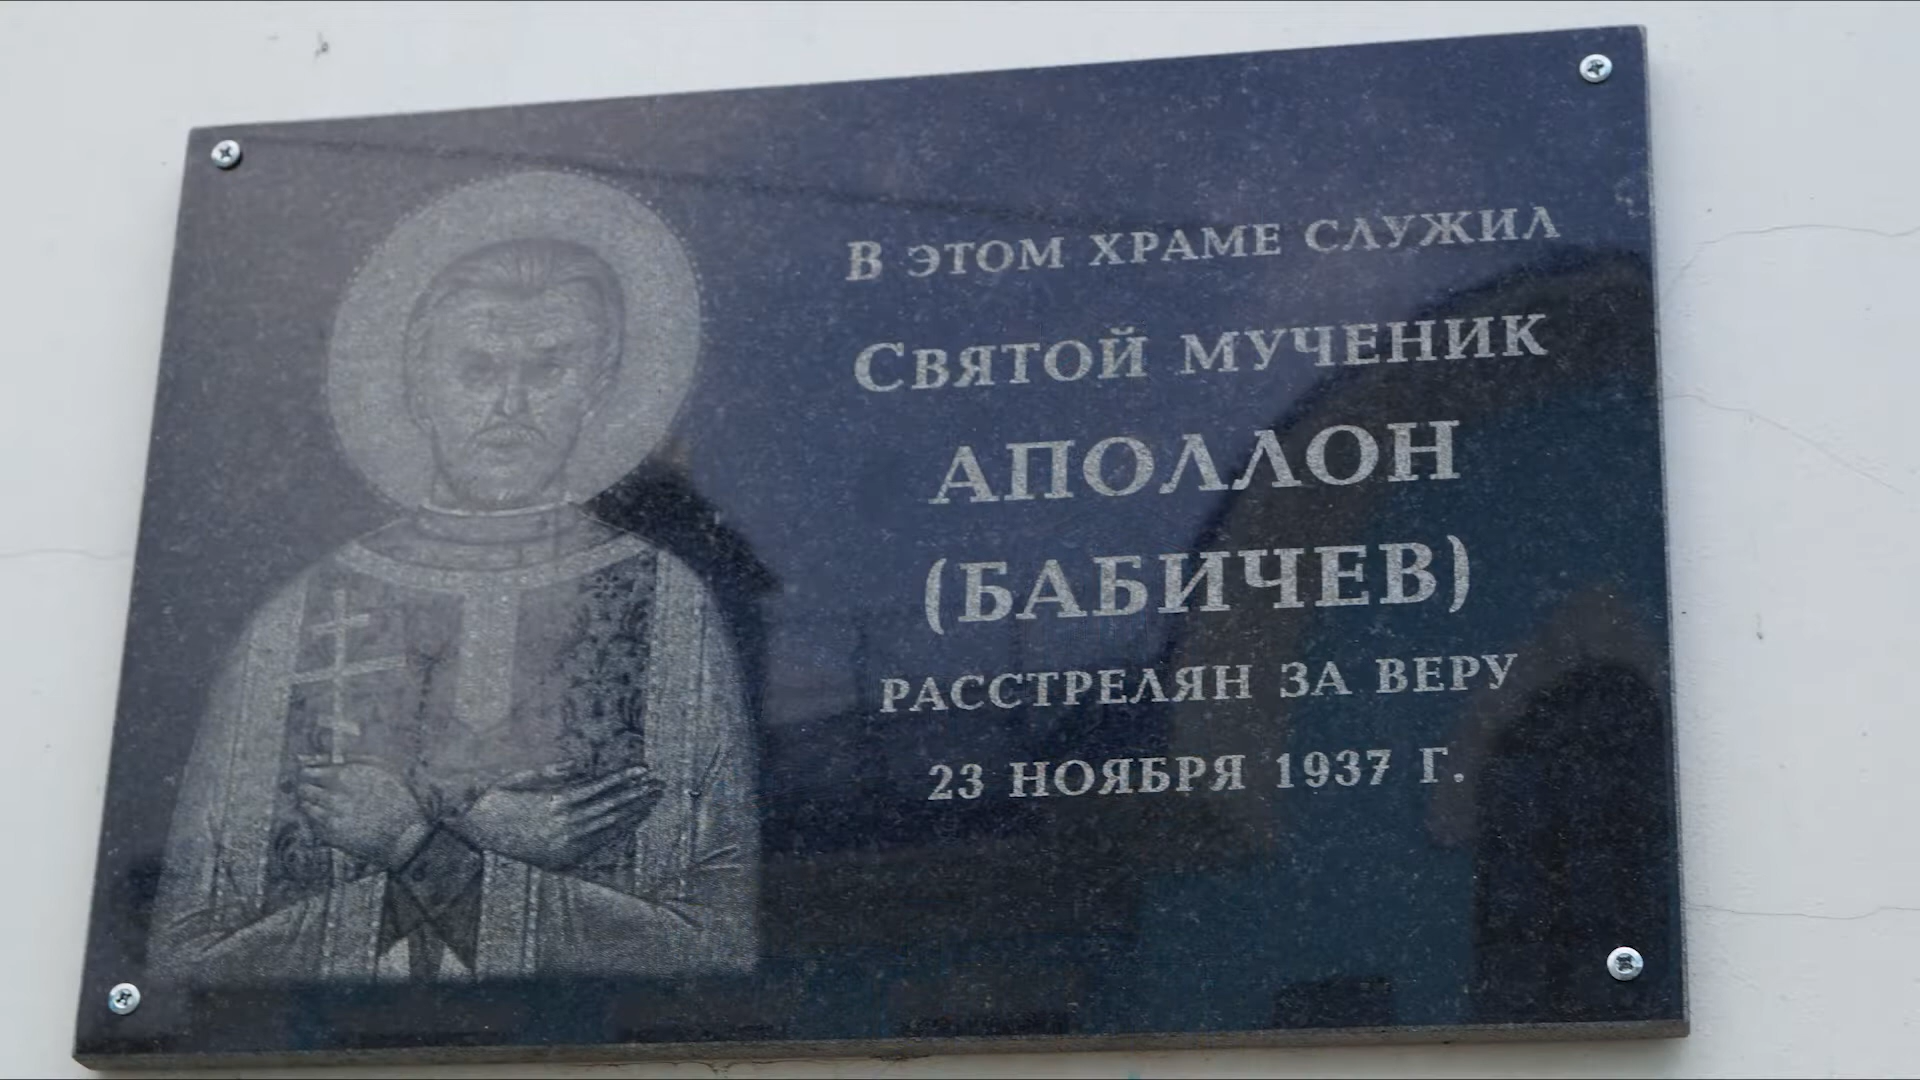 В ЭТОМ ХРАМЕ СЛУЖИЛ
СВЯТОЙ МУЧЕНИК
АПОЛЛОН
(БАБИЧЕВ)
РАССТРЕЛЯН ЗА ВЕРУ
23 НОЯБРЯ 1937 Г.